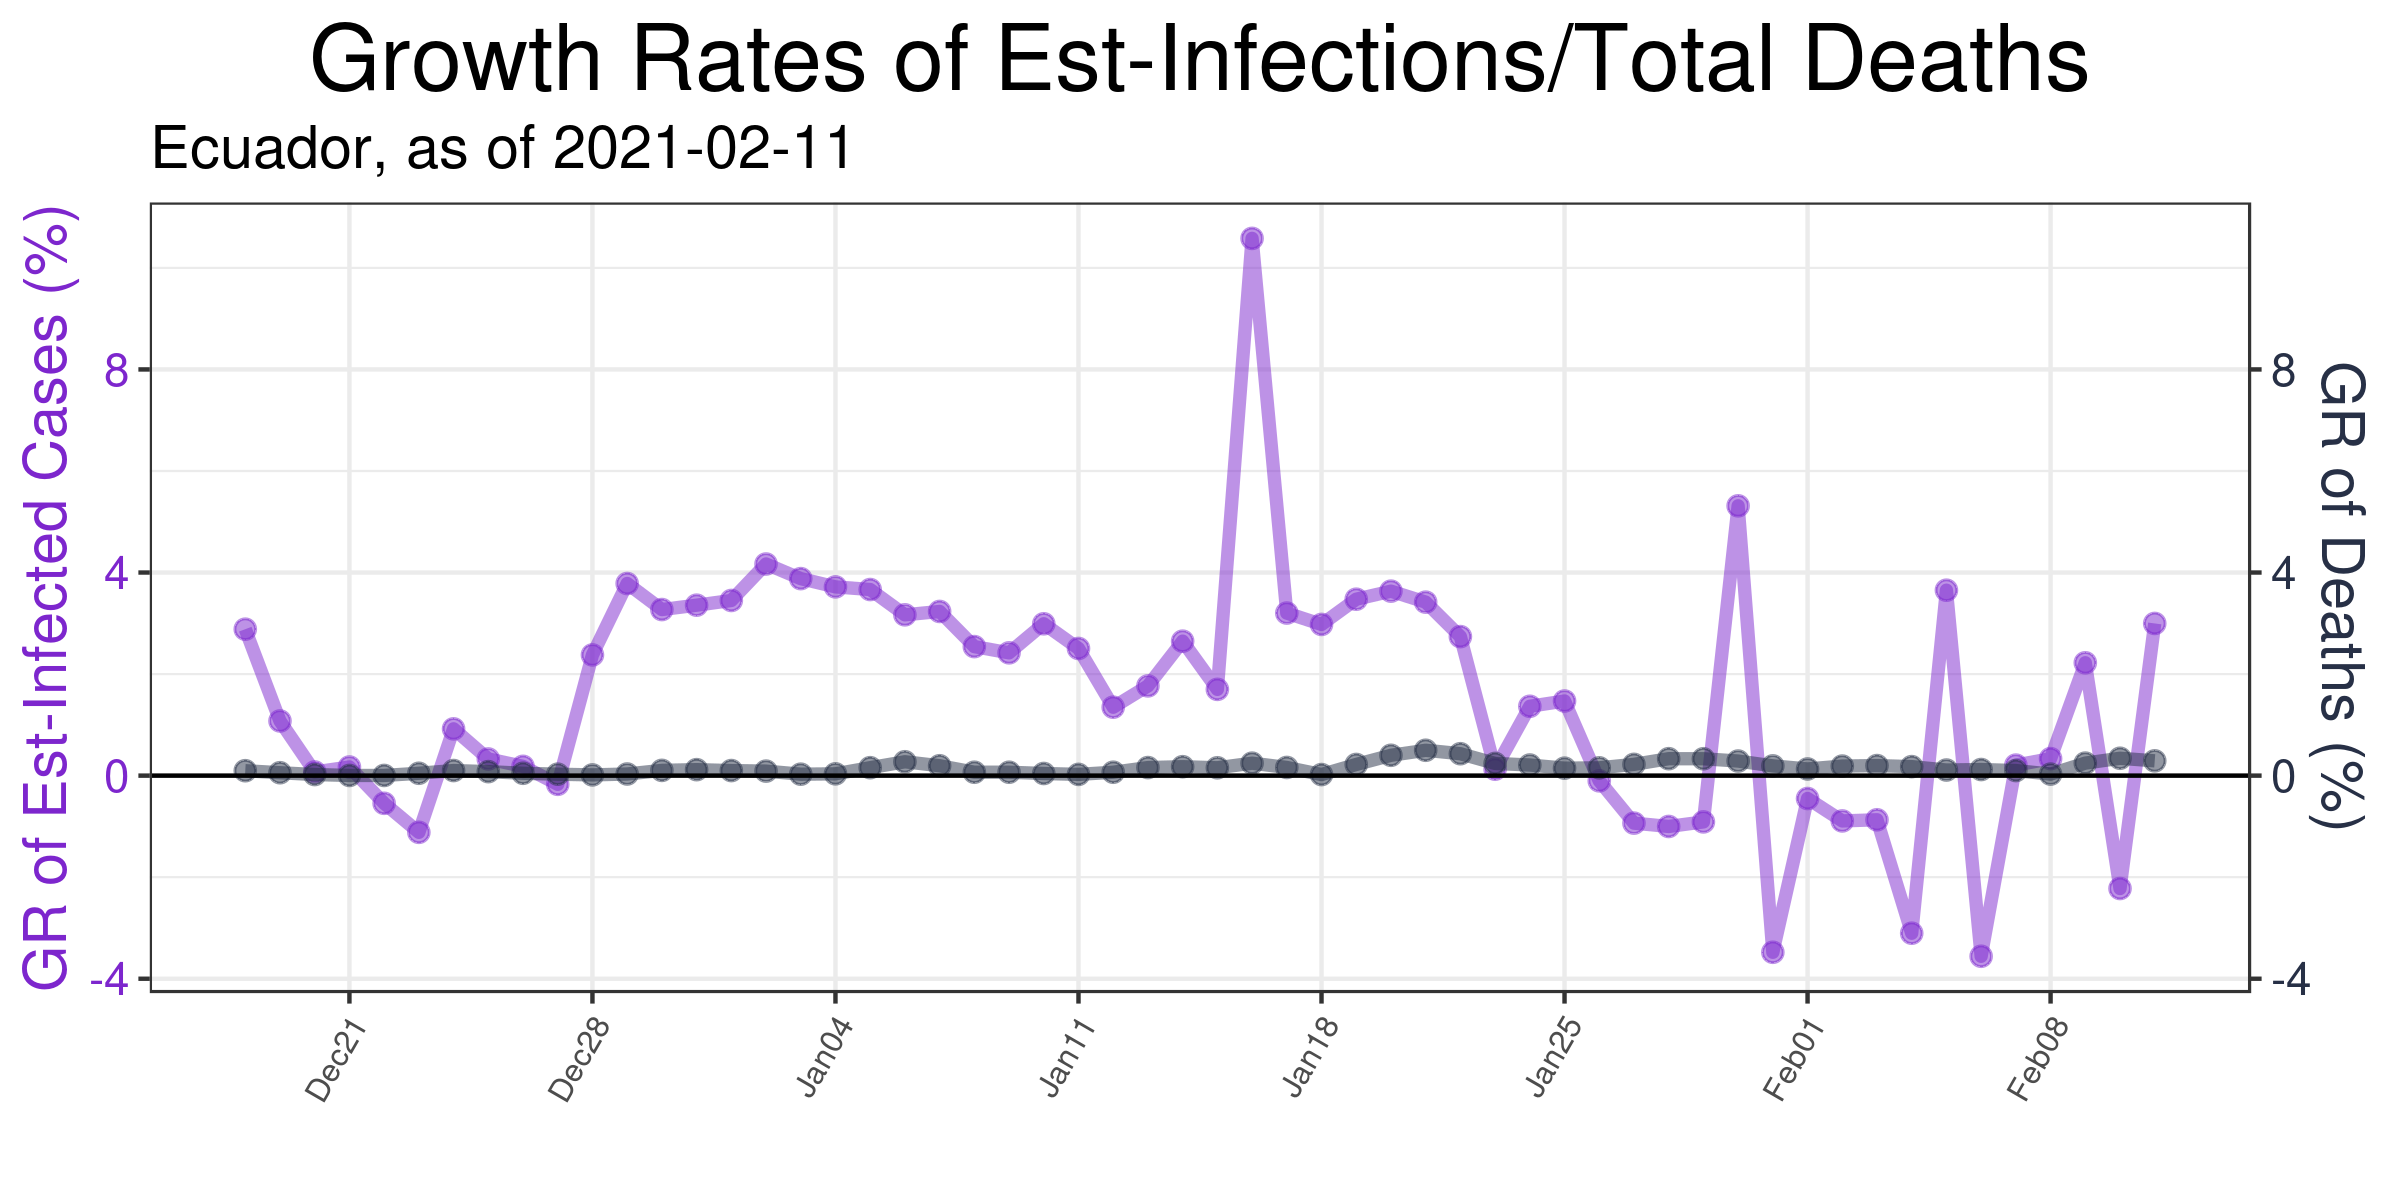 Growth Rates of Est-Infections/Total Deaths
Ecuador, as of 2021-02-11
GR of Est-Infected Cases (%)
8
4
0
-4
8
4
0
-4
GR of Deaths (%)
Dec21
Dec28
Jan04
Jan11
Jan18
Jan25
Feb01
Feb08